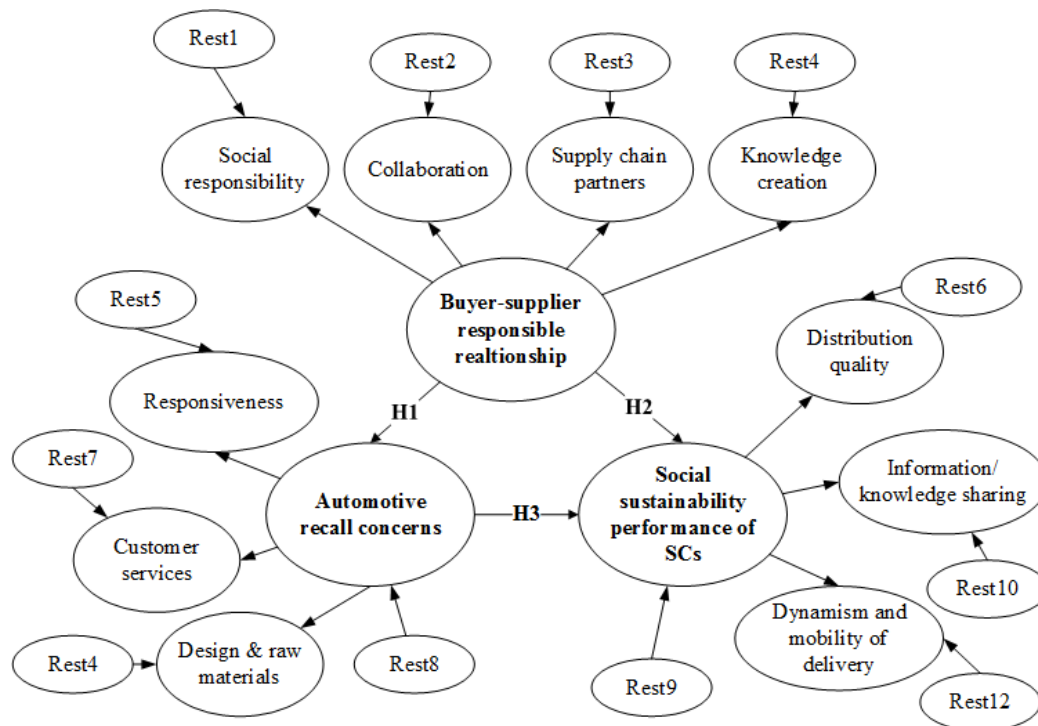 Rest1
Rest2
Rest3
Rest4
Social
responsibility
Collaboration
Supply chain
partners
Knowledge
creation
Buyer-supplier
responsible
realtionship
Rest5
Rest6
Distribution
quality
Responsiveness
H1
H2
Rest7
Automotive
recall concerns
H3
Social
sustainability
performance of
SCs
Information/
knowledge sharing
Customer
services
Rest10
Dynamism and
mobility of
delivery
Rest4
Design & raw
materials
Rest8
Rest9
Rest12